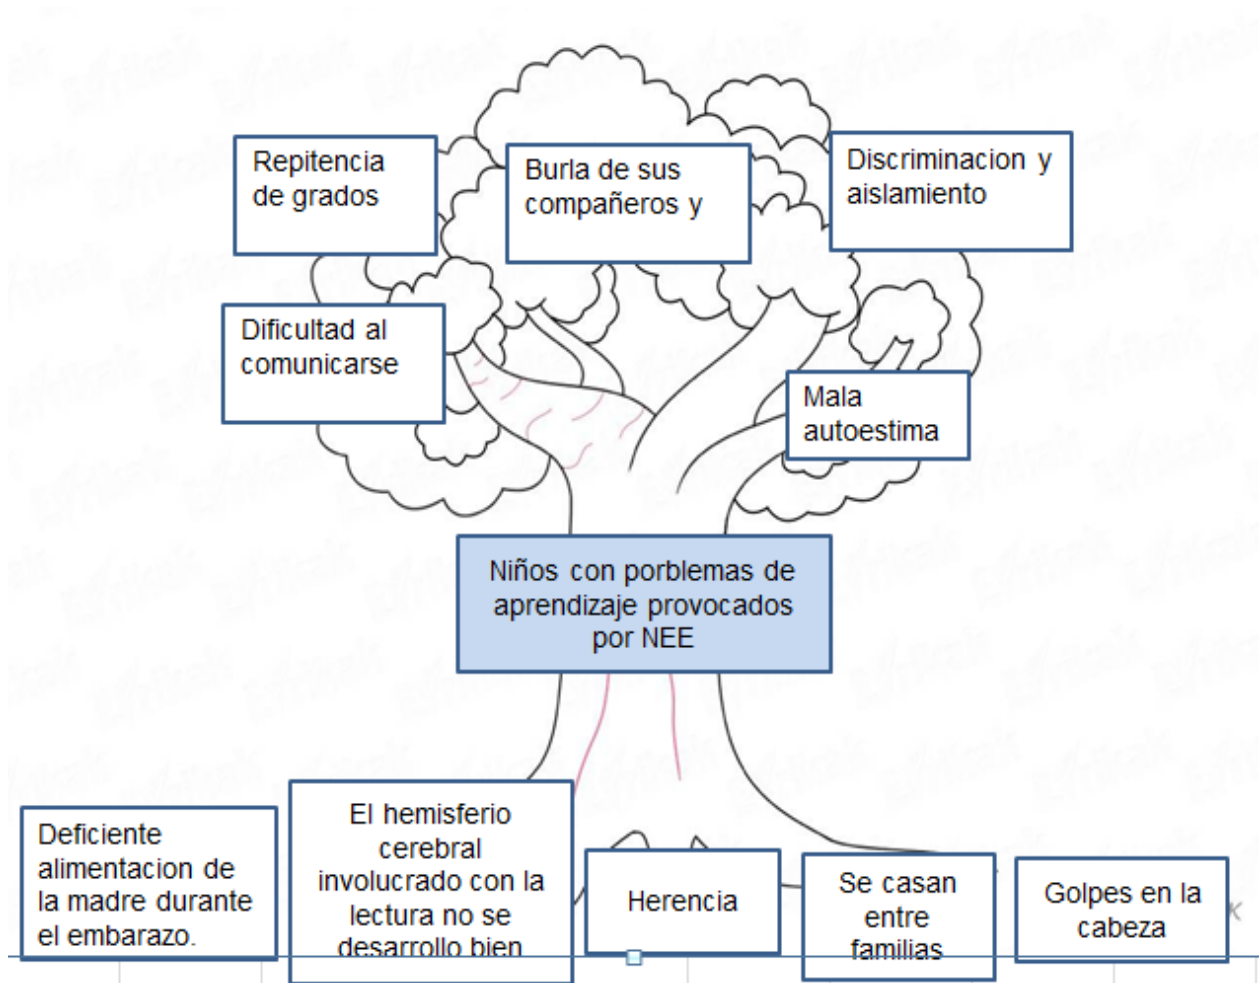 Repitencia
de grados
Burla de sus
compañeros y
Discriminacion y
aislamiento
Dificultad al
comunicarse
Mala
autoestima
Niños con porblemas de
aprendizaje provocados
por NEE
Deficiente
alimentacion de
la madre durante
el embarazo.
El hemisferio
cerebral
involucrado con la
lectura no se
desarrollo bien
Herencia
Se casan
entre
familias
Golpes en la
cabeza